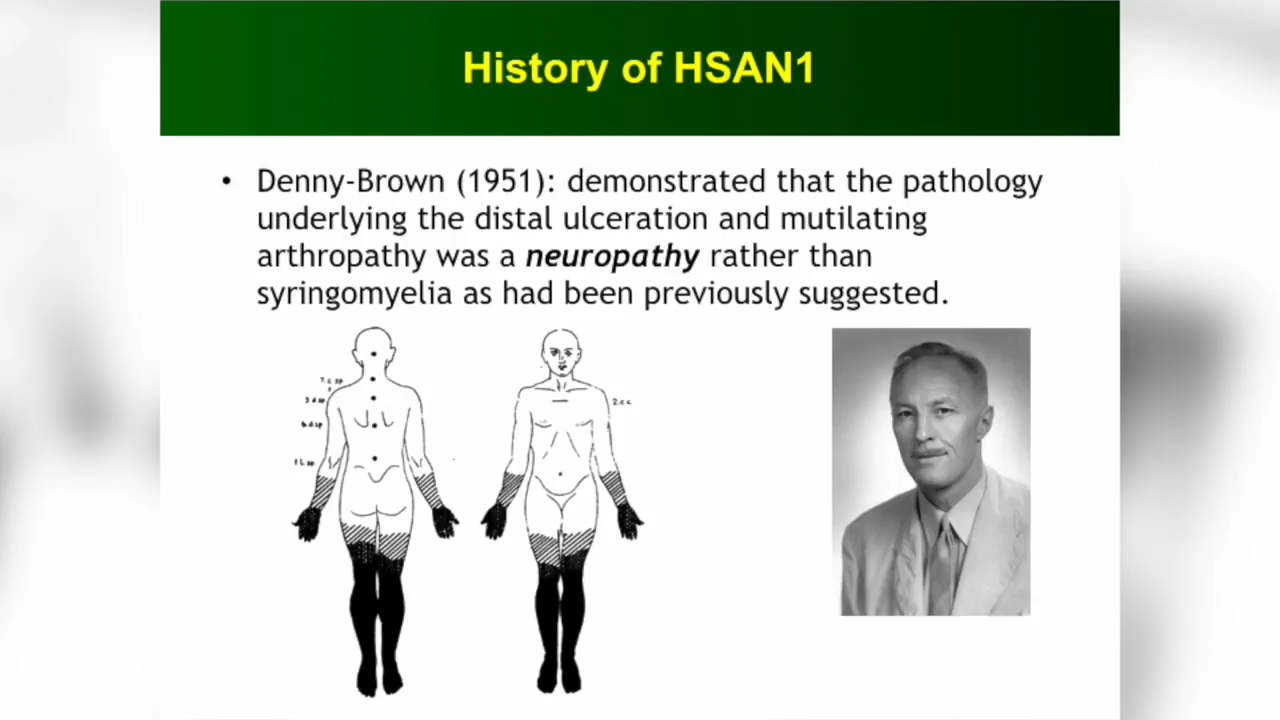 History of HSAN1
• Denny-Brown (1951): demonstrated that the pathology
underlying the distal ulceration and mutilating
arthropathy was a neuropathy rather than
syringomyelia as had been previously suggested.